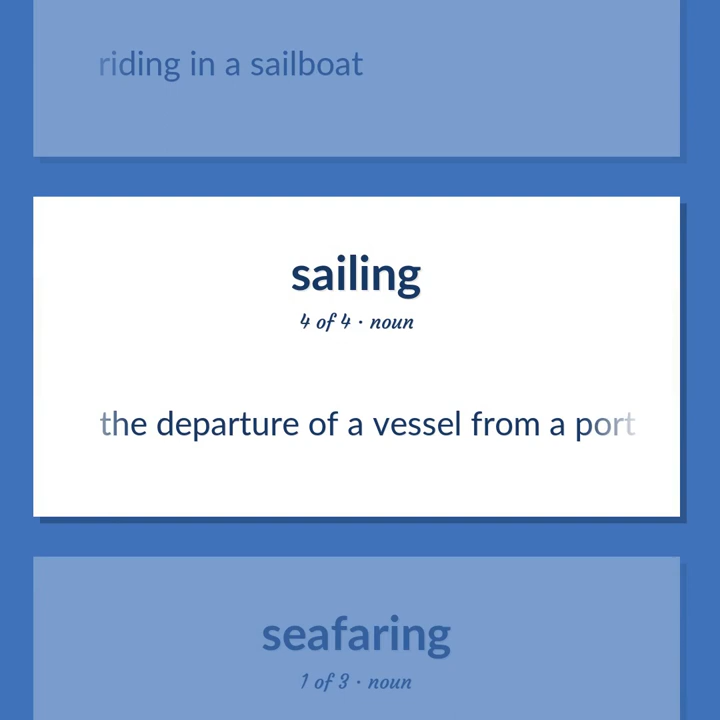 riding in a sailboat
sailing
4 of 4 · noun
the departure of a vessel from a port
seafaring
1 of 3 · noun